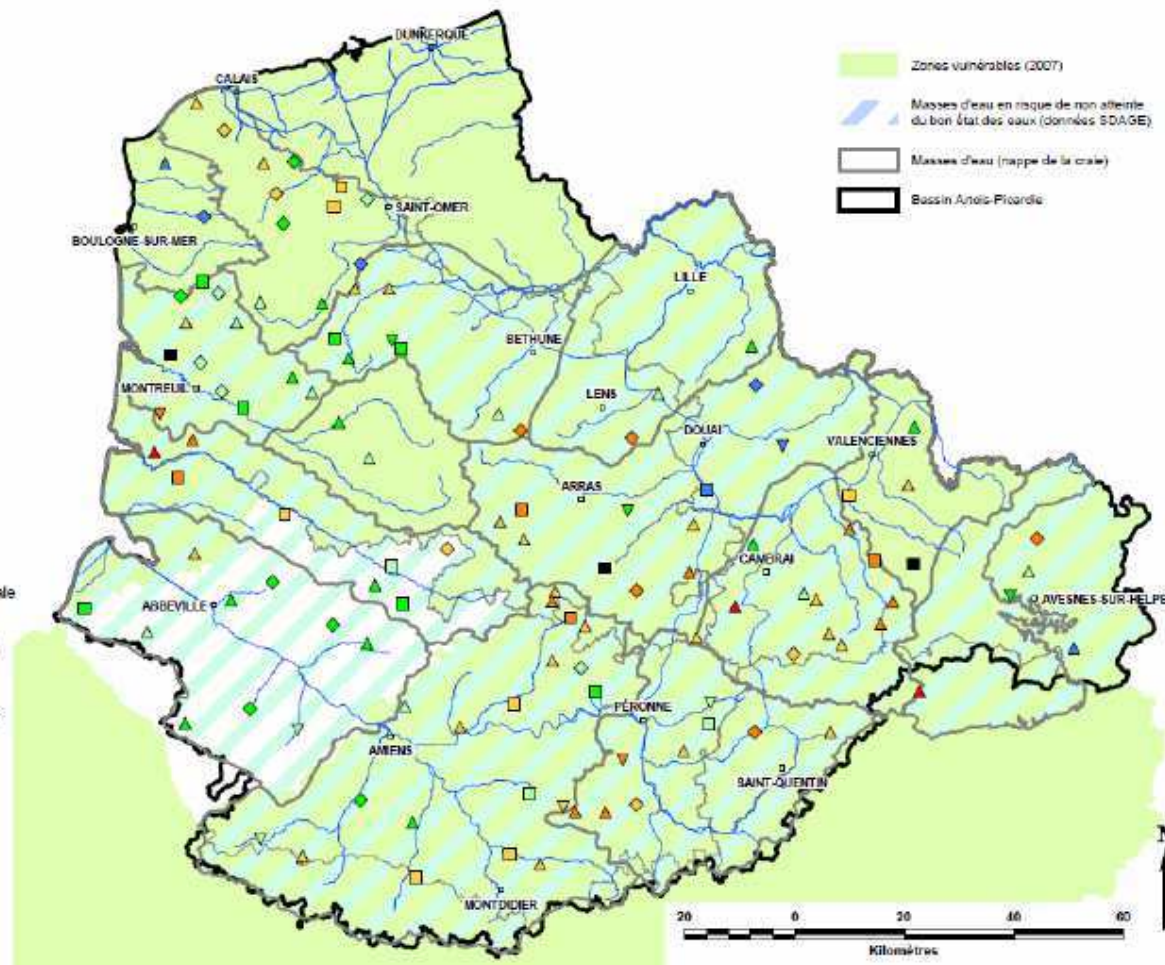 DUNKERQUE
CALAIS
Zones vulnérables (2007)
Masses d'eau en risque de non atteinte
du bon état des eaux (données SDAGE)
Masses d'eau (nappe de la craie)
Bassin Artois-Picardie
SAINT-OMER
BOULOGNE-SUR-MER
LILLE
BETHUNE
MONTREUIL
LENS
DOUAI
VALENCIENNES
ARRAS
CAMBRAI
ABBEVILLE
AVESNES-SUR-HELPE
PÉRONNE
AMIENS
SAINT-QUENTIN
MONTDIDIER
20 0 20 40 60
Kilomètres